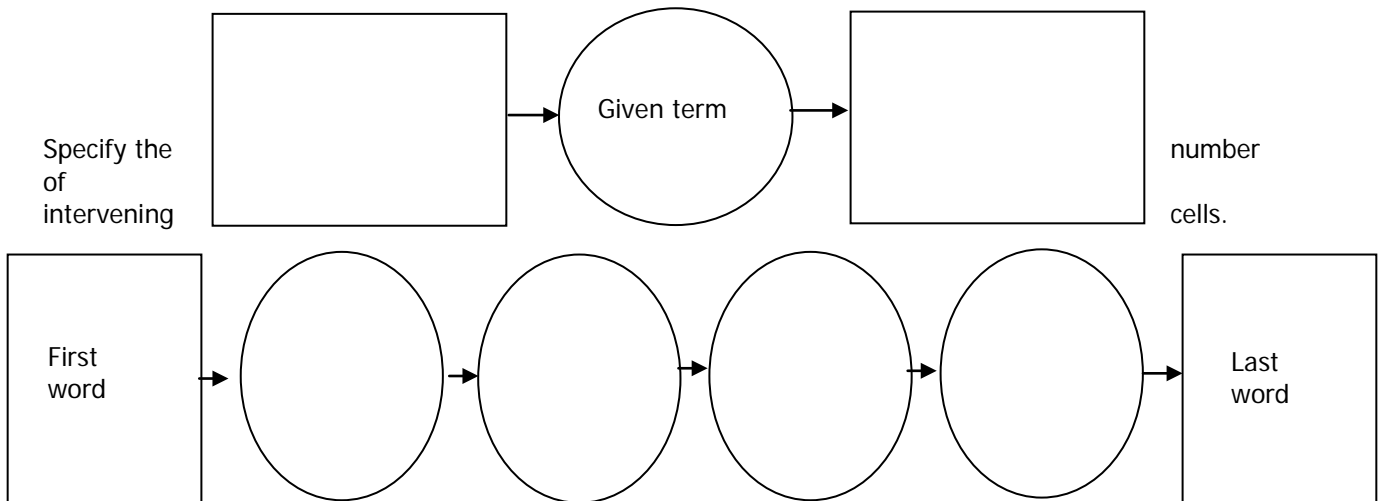 Given term
Specify the number
of
intervening cells.
First
word
Last
word